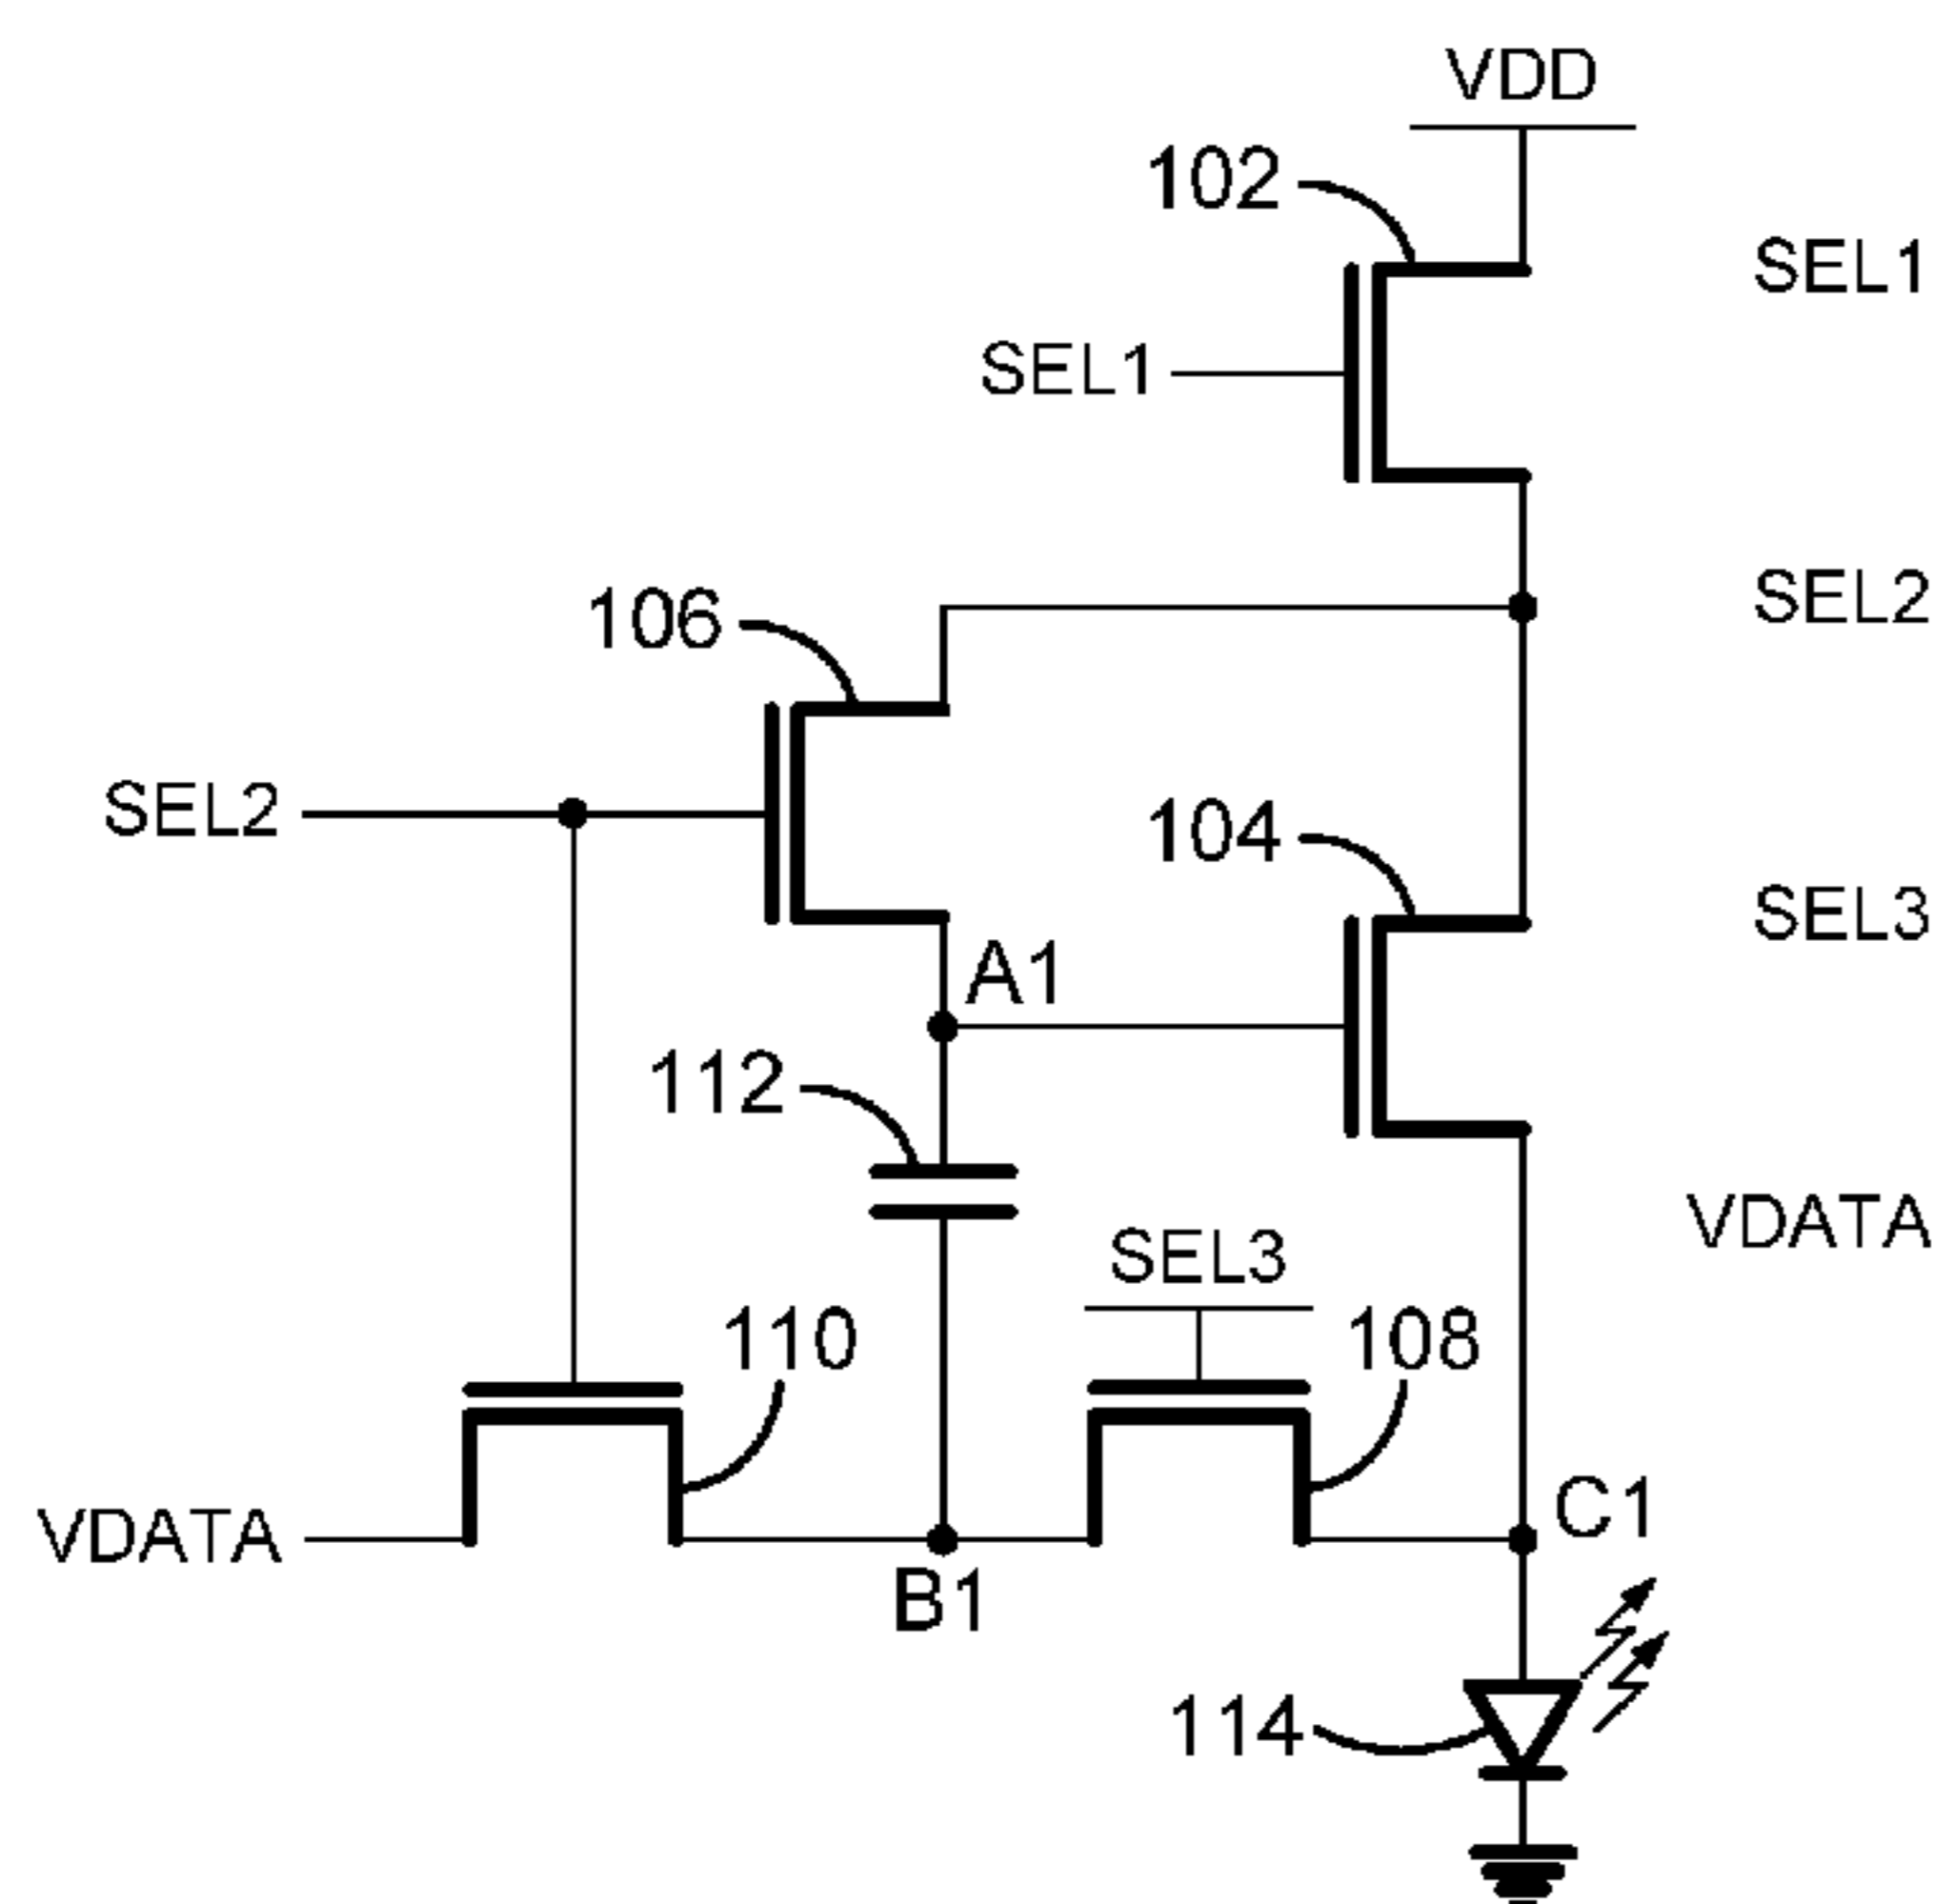 VDD
102
SEL1
SEL1
106
SEL2
SEL2
104
SEL3
A1
112
VDATA
SEL3
110
108
VDATA
C1
B1
114